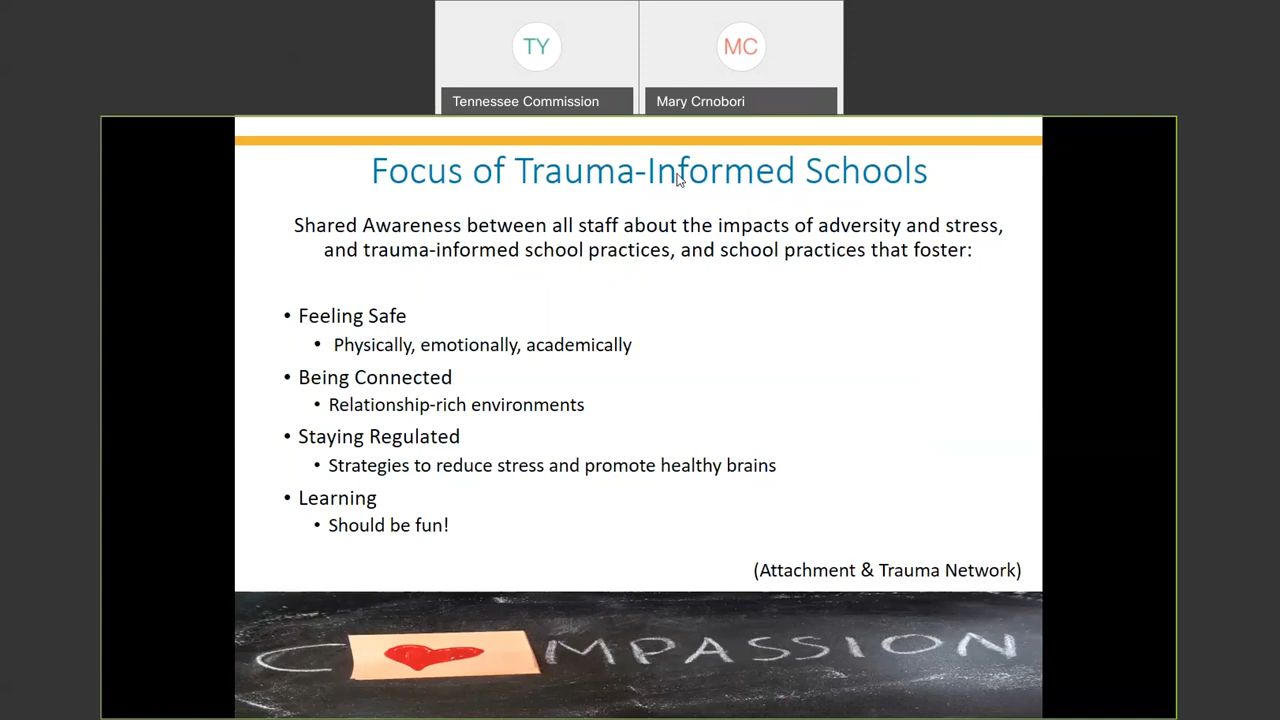 TY
MC
Tennessee Commission
Mary Crnobori
Focus of Trauma-Informed Schools
Shared Awareness between all staff about the impacts of adversity and stress,
and trauma-informed school practices, and school practices that foster:
• Feeling Safe
• Physically, emotionally, academically
• Being Connected
• Relationship-rich environments
• Staying Regulated
• Strategies to reduce stress and promote healthy brains
• Learning
• Should be fun!
(Attachment & Trauma Network)
C MPASSION